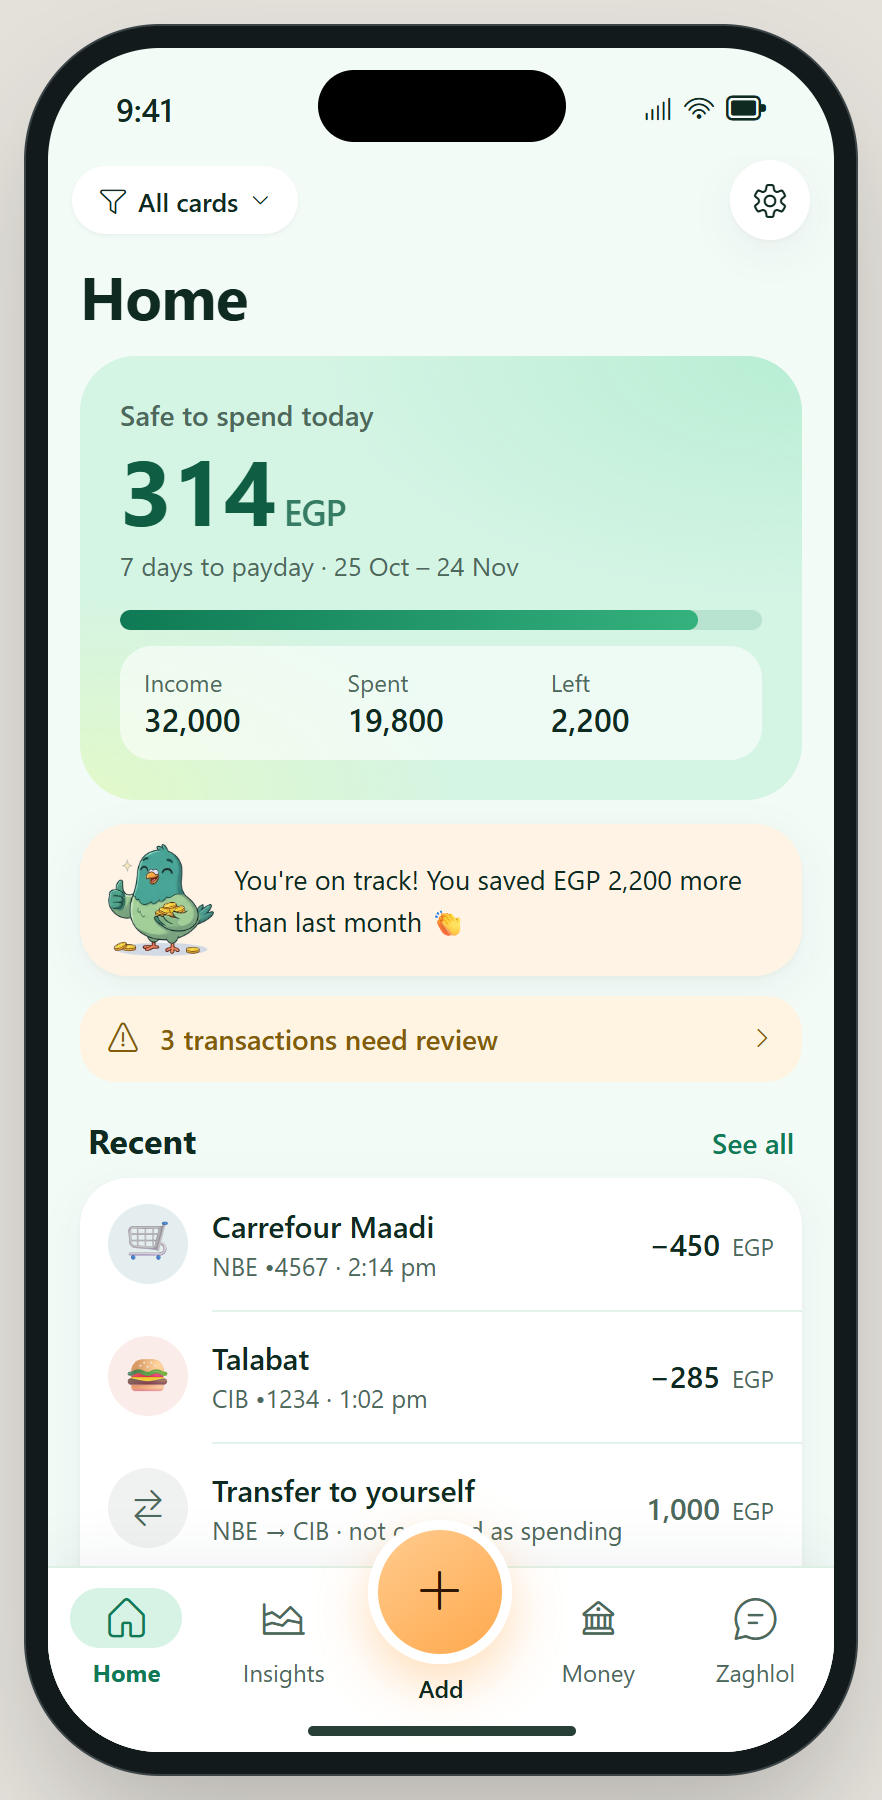 9:41
All cards
Home
Safe to spend today
314 EGP
7 days to payday · 25 Oct – 24 Nov
Income Spent Left
32,000 19,800 2,200
You're on track! You saved EGP 2,200 more
than last month 👏
3 transactions need review
Recent See all
Carrefour Maadi
−450 EGP
NBE •4567 · 2:14 pm
Talabat
−285 EGP
CIB •1234 · 1:02 pm
Transfer to yourself
1,000 EGP
NBE → CIB · not as spending
Home Insights Add Money Zaghlol